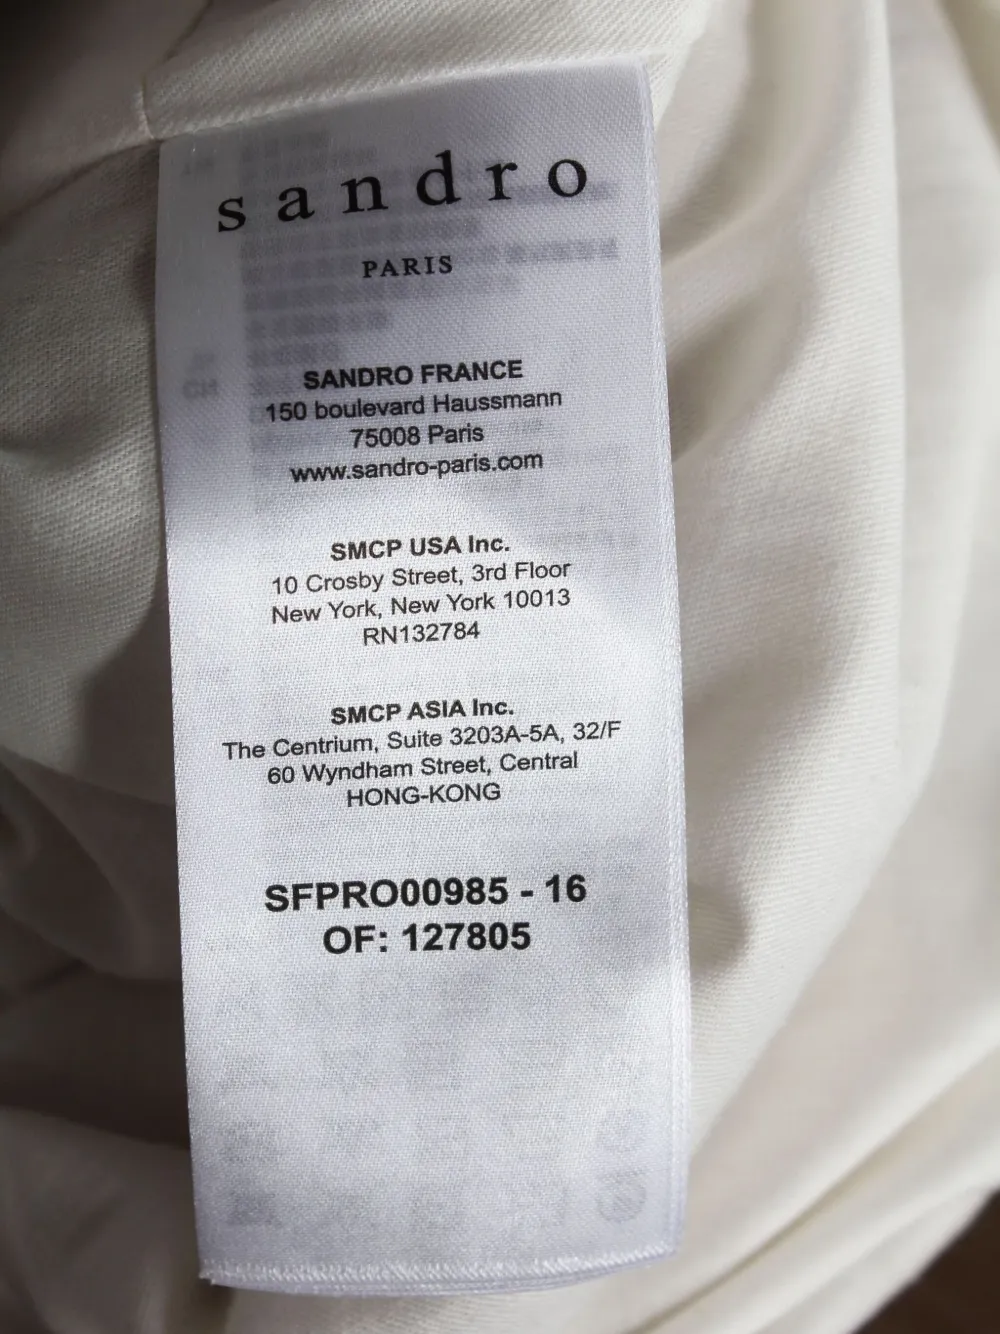 sandro
PARIS
SANDRO FRANCE
150 boulevard Haussmann
75008 Paris
www.sandro-paris.com
SMCP USA Inc.
10 Crosby Street, 3rd Floor
New York, New York 10013
RN132784
SMCP ASIA Inc.
The Centrium, Suite 3203A-5A, 32/F
60 Wyndham Street, Central
HONG-KONG
SFPRO00985 - 16
OF: 127805